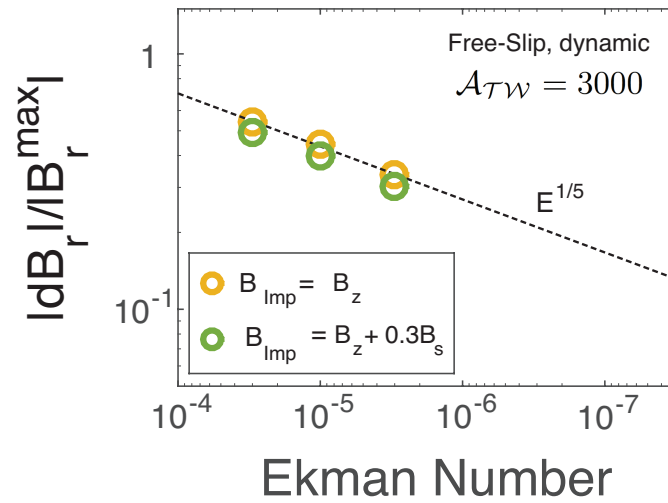 Free-Slip, dynamic
𝒜_𝒯𝒲 = 3000
1
10^-1
|dB_r|/|B_r^max|
E^1/5
B_Imp = B_z
B_Imp = B_z + 0.3B_s
10^-4 10^-5 10^-6 10^-7
Ekman Number